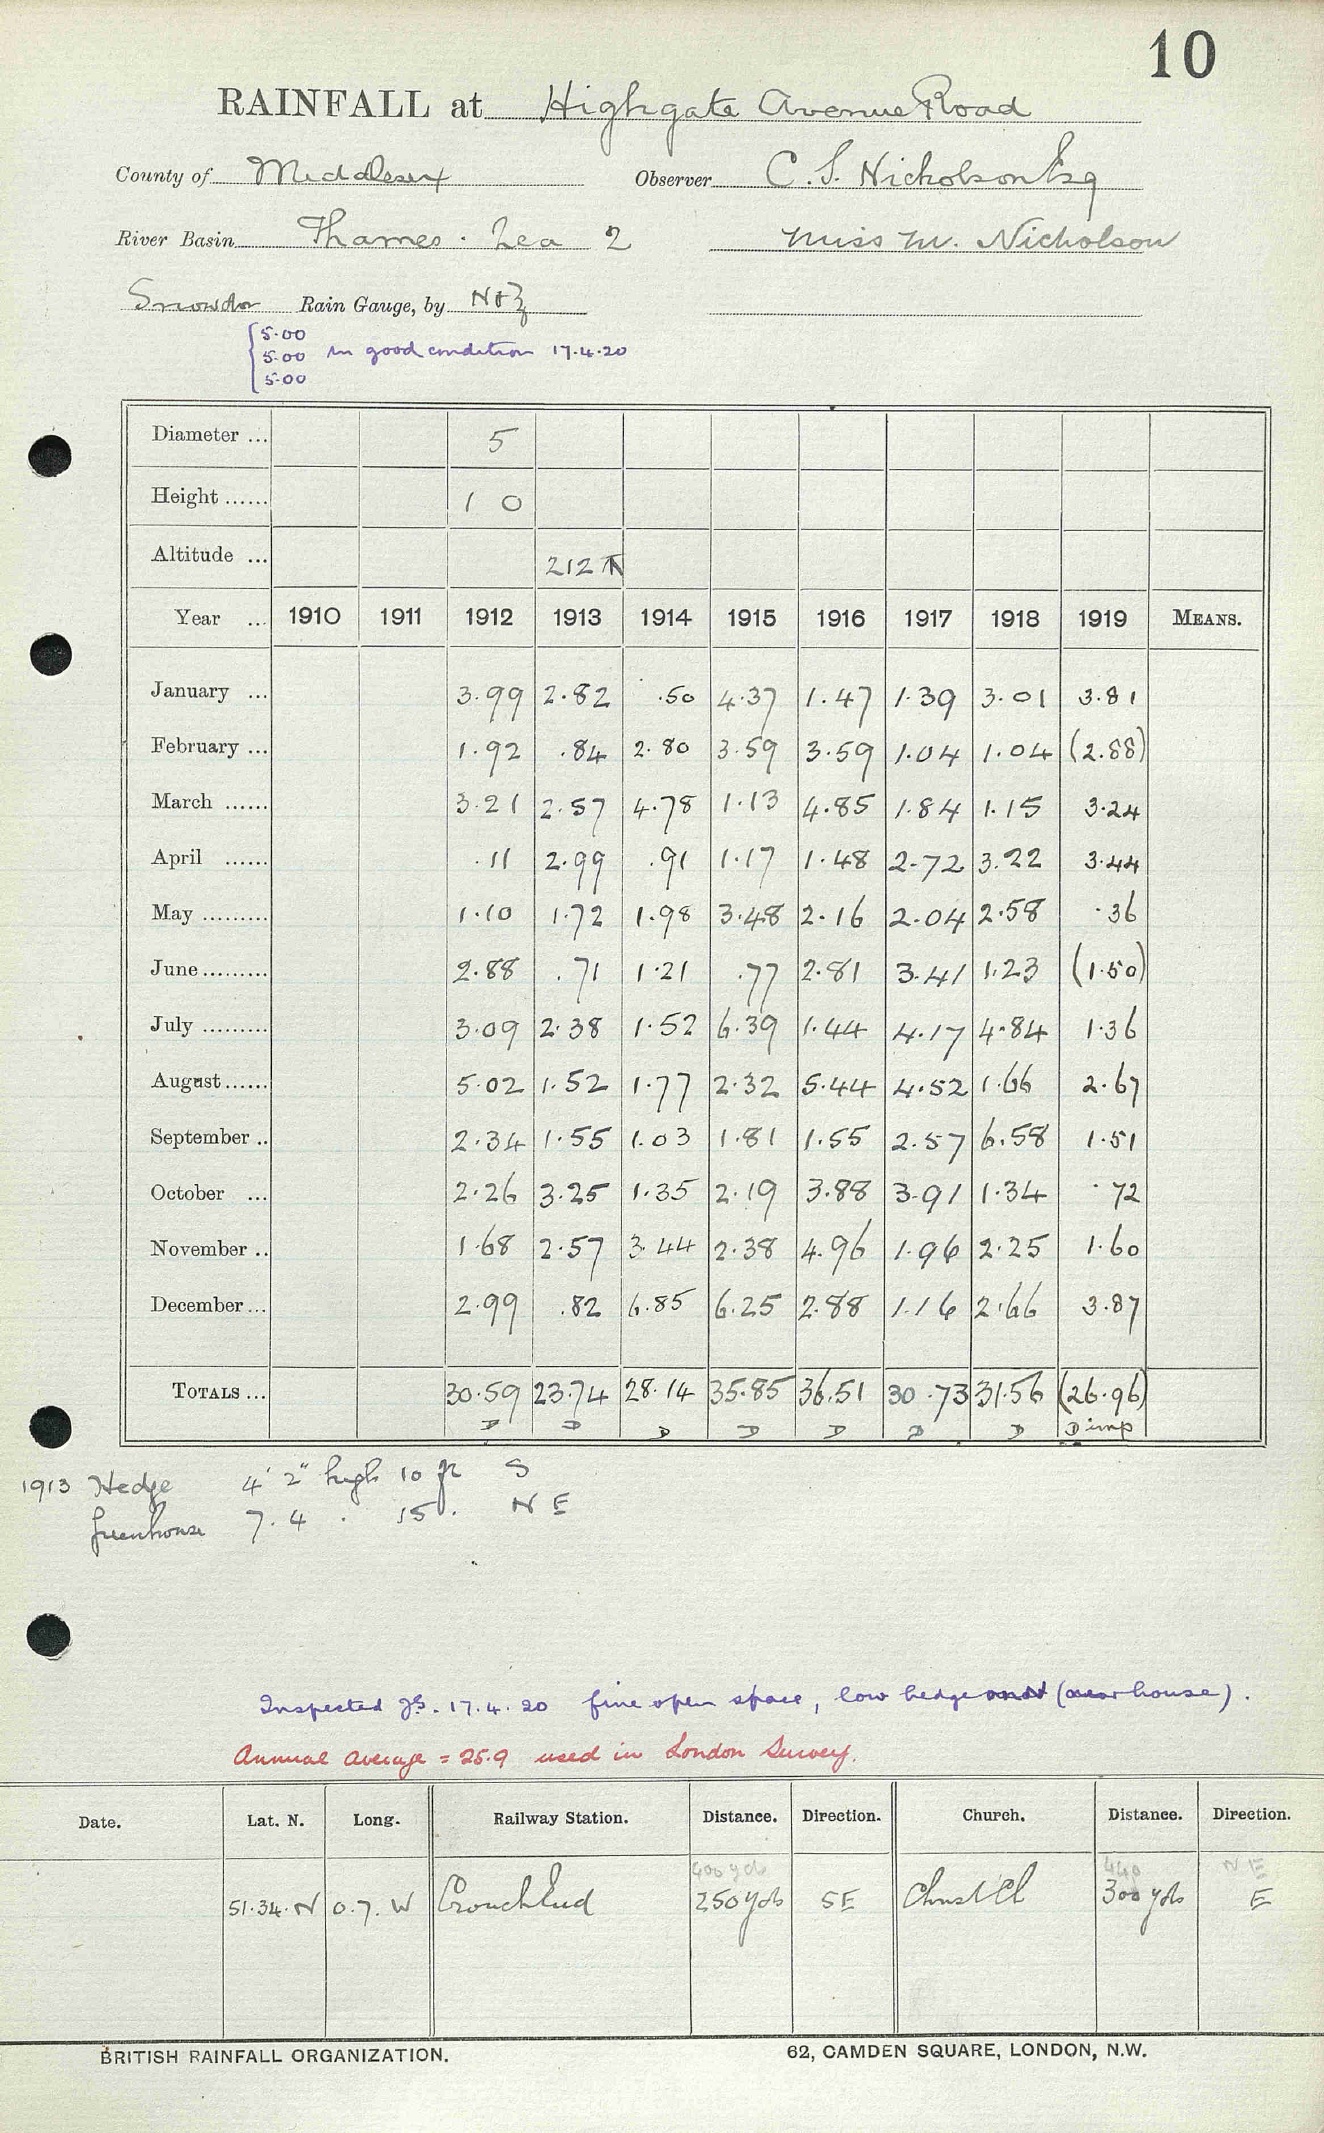 10
RAINFALL at Highgate Avenue Road
County of Middlesex Observer C. S. Nicholson Esq
River Basin Thames. Lea 2 Miss M. Nicholson
Snowdon Rain Gauge, by N & Z
5.00
5.00 in good condition 17.4.20
5.00
Diameter ... 5
Height ...... 1 0
Altitude ... 212
Year ... 1910 1911 1912 1913 1914 1915 1916 1917 1918 1919 MEANS.
January ... 3.99 2.82 .50 4.37 1.47 1.39 3.01 3.81
February ... 1.92 .84 2.80 3.59 3.59 1.04 1.04 (2.88)
March ...... 3.21 2.57 4.78 1.13 4.85 1.84 1.15 3.24
April ...... .11 2.99 .91 1.17 1.48 2.72 3.22 3.44
May ......... 1.10 1.72 1.98 3.48 2.16 2.04 2.58 .36
June ......... 2.88 .71 1.21 .77 2.81 3.41 1.23 (1.50)
July ......... 3.09 2.38 1.52 6.39 1.44 4.17 4.84 1.36
August ...... 5.02 1.52 1.77 2.32 5.44 4.52 1.66 2.67
September .. 2.34 1.55 1.03 1.81 1.55 2.57 6.58 1.51
October ... 2.26 3.25 1.35 2.19 3.88 3.91 1.34 .72
November .. 1.68 2.57 3.44 2.38 4.96 1.96 2.25 1.60
December ... 2.99 .82 6.85 6.25 2.88 1.16 2.66 3.87
TOTALS ... 30.59 23.74 28.14 35.85 36.51 30.73 31.56 (26.96)
D D D D D D D D imp
1913 Hedge 4' 2" high 10 ft S
Greenhouse 7.4 . 15 . N E
Inspected 17.4.20 fine open space, low hedge (near house).
Annual average = 25.9 used in London Survey.
Date. Lat. N. Long. Railway Station. Distance. Direction. Church. Distance. Direction.
400 yds 440 N E
51.34.N 0.7.W Crouch End 250 yds SE Christ Ch 300 yds E
BRITISH RAINFALL ORGANIZATION. 62, CAMDEN SQUARE, LONDON, N.W.